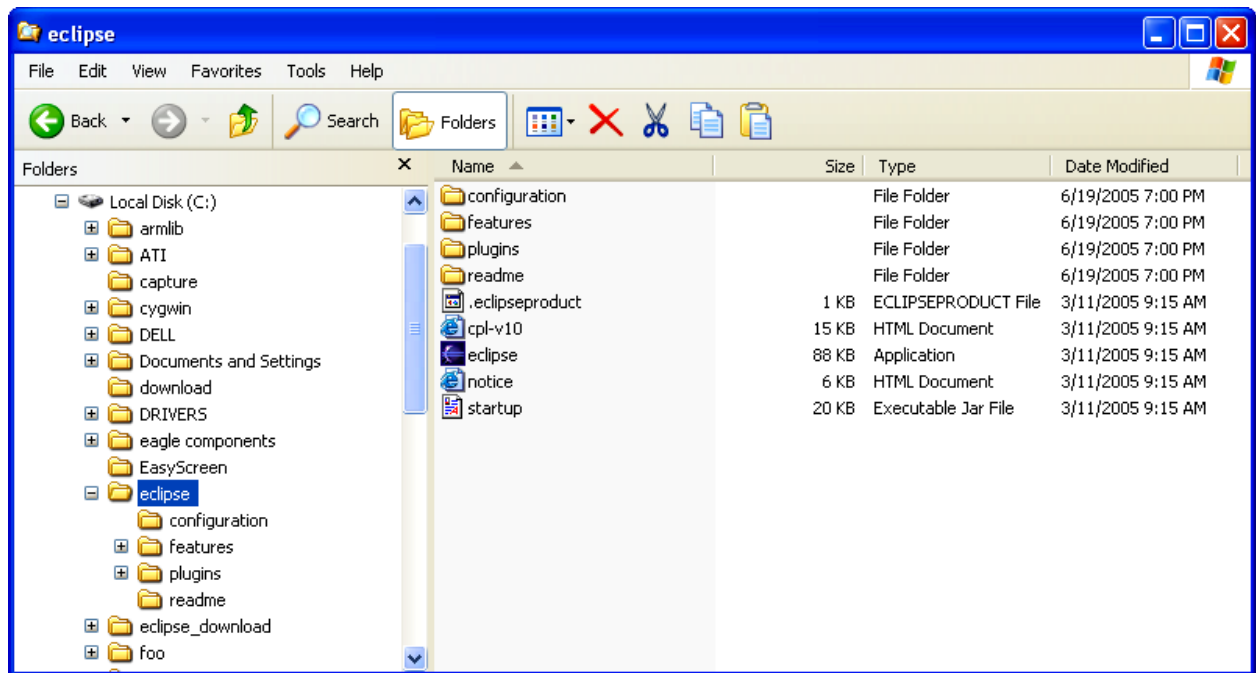 eclipse
File Edit View Favorites Tools Help
Back Search Folders
Folders
Local Disk (C:)
armlib
ATI
capture
cygwin
DELL
Documents and Settings
download
DRIVERS
eagle components
EasyScreen
eclipse
configuration
features
plugins
readme
eclipse_download
foo
Name Size Type Date Modified
configuration File Folder 6/19/2005 7:00 PM
features File Folder 6/19/2005 7:00 PM
plugins File Folder 6/19/2005 7:00 PM
readme File Folder 6/19/2005 7:00 PM
.eclipseproduct 1 KB ECLIPSEPRODUCT File 3/11/2005 9:15 AM
cpl-v10 15 KB HTML Document 3/11/2005 9:15 AM
eclipse 88 KB Application 3/11/2005 9:15 AM
notice 6 KB HTML Document 3/11/2005 9:15 AM
startup 20 KB Executable Jar File 3/11/2005 9:15 AM